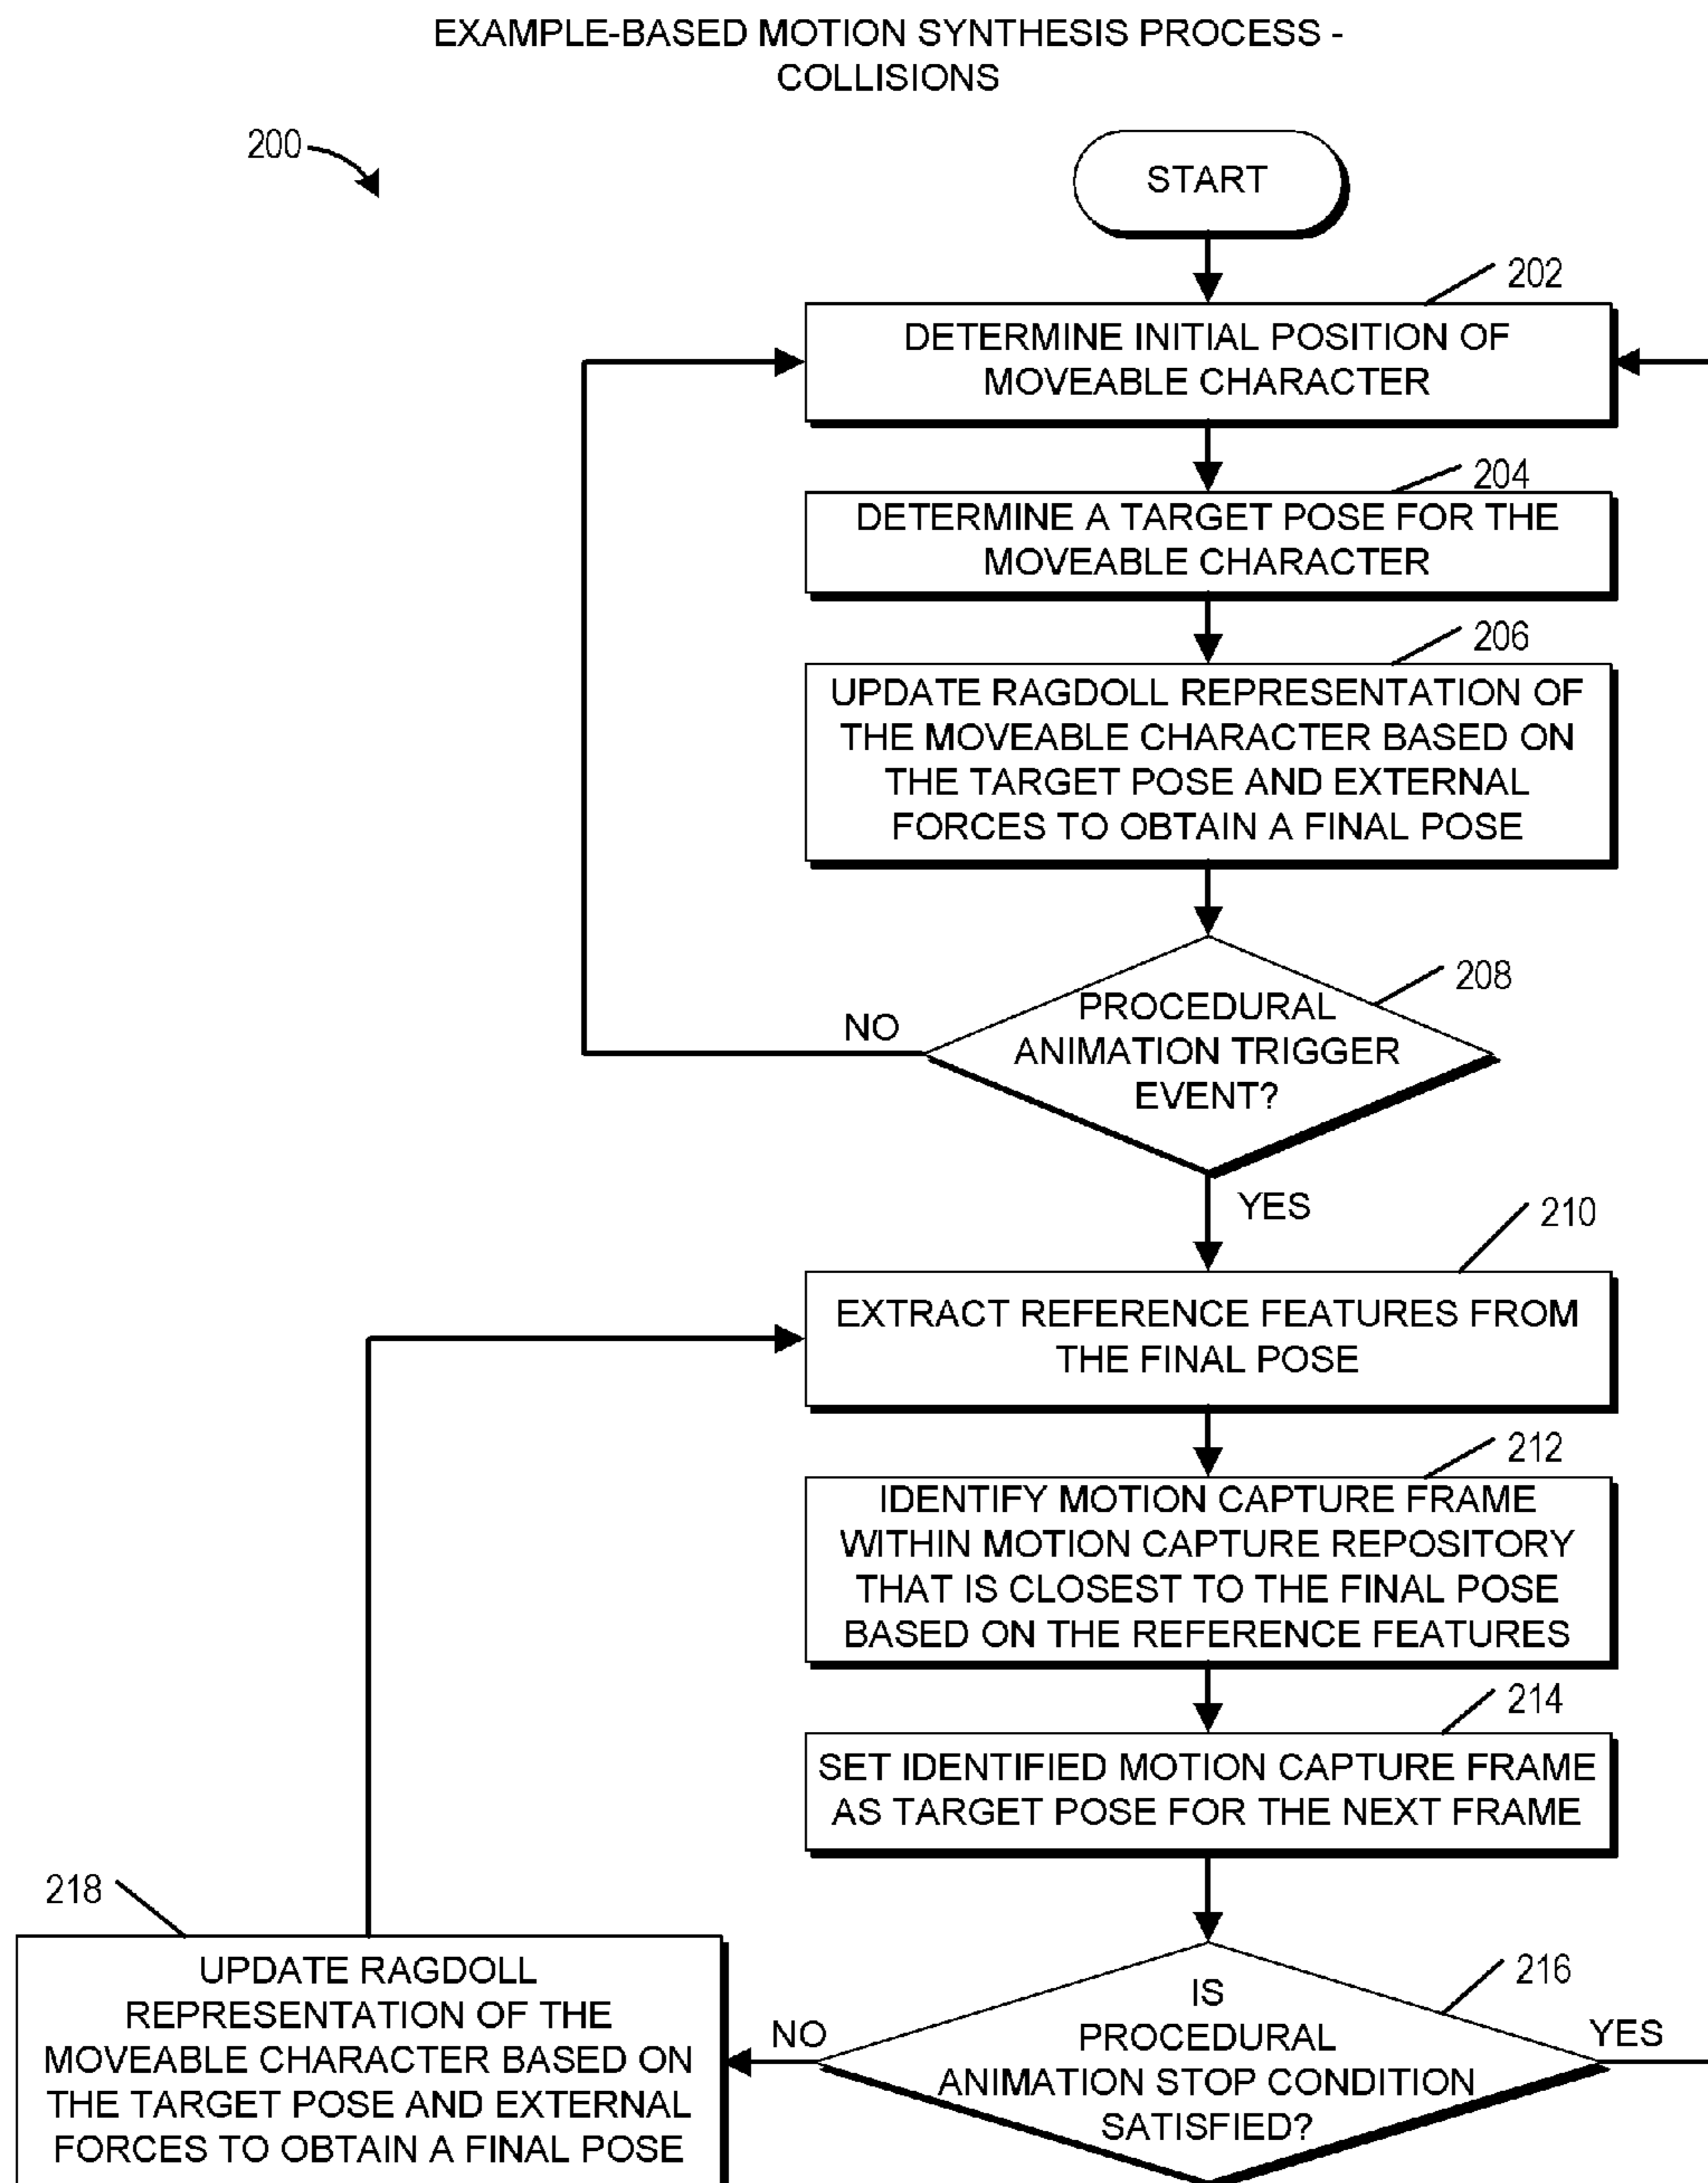 EXAMPLE-BASED MOTION SYNTHESIS PROCESS -
COLLISIONS
200
START
202
DETERMINE INITIAL POSITION OF
MOVEABLE CHARACTER
204
DETERMINE A TARGET POSE FOR THE
MOVEABLE CHARACTER
206
UPDATE RAGDOLL REPRESENTATION OF
THE MOVEABLE CHARACTER BASED ON
THE TARGET POSE AND EXTERNAL
FORCES TO OBTAIN A FINAL POSE
208
PROCEDURAL
ANIMATION TRIGGER
EVENT?
NO
YES
210
EXTRACT REFERENCE FEATURES FROM
THE FINAL POSE
212
IDENTIFY MOTION CAPTURE FRAME
WITHIN MOTION CAPTURE REPOSITORY
THAT IS CLOSEST TO THE FINAL POSE
BASED ON THE REFERENCE FEATURES
214
SET IDENTIFIED MOTION CAPTURE FRAME
AS TARGET POSE FOR THE NEXT FRAME
216
IS
PROCEDURAL
ANIMATION STOP CONDITION
SATISFIED?
NO
YES
218
UPDATE RAGDOLL
REPRESENTATION OF THE
MOVEABLE CHARACTER BASED ON
THE TARGET POSE AND EXTERNAL
FORCES TO OBTAIN A FINAL POSE